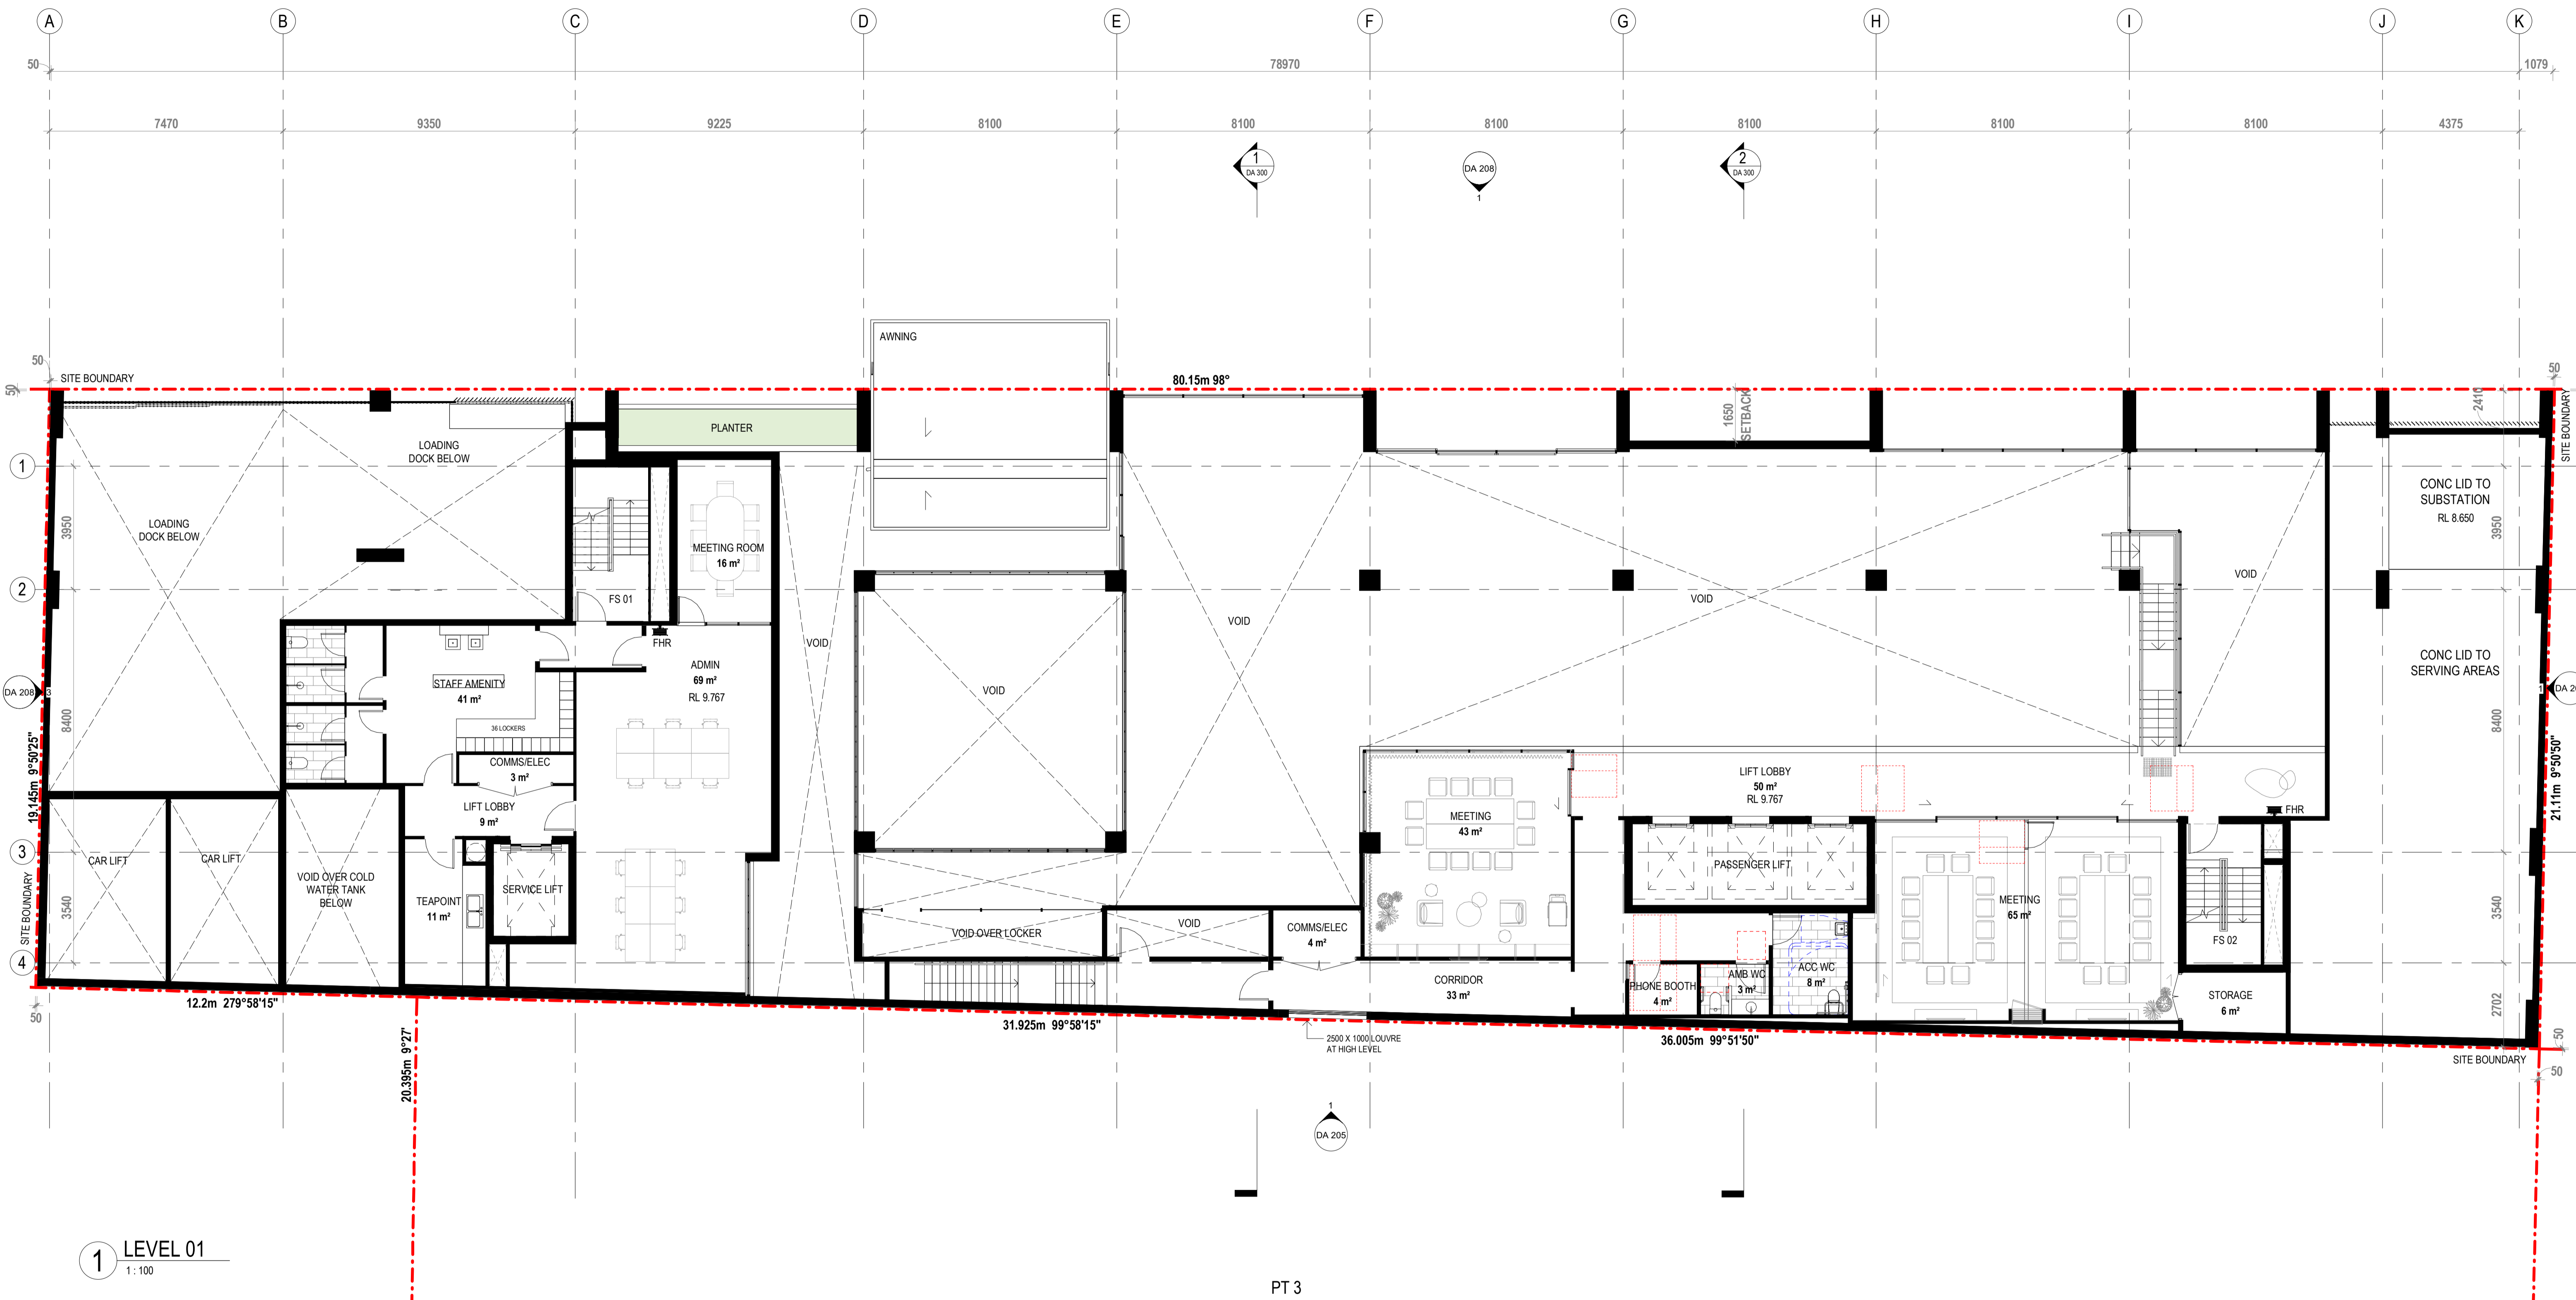 A B C D E F G H I J K
50 78970 1079
7470 9350 9225 8100 8100 8100 8100 8100 8100 4375
1
DA 300
DA 208
1
2
DA 300
AWNING
50
50
SITE BOUNDARY
80.15m 98°
50
SITE BOUNDARY
1650
SETBACK
2410
PLANTER
LOADING
DOCK BELOW
1
CONC LID TO
SUBSTATION
RL 8.650
LOADING
DOCK BELOW
3950
3950
MEETING ROOM
16 m²
VOID
2
FS 01
VOID
VOID
FHR
VOID
ADMIN
69 m²
RL 9.767
CONC LID TO
SERVING AREAS
STAFF AMENITY
41 m²
DA 208
3
VOID
1
8400
8400
36 LOCKERS
19.145m 9°50'25"
21.11m 9°50'50"
COMMS/ELEC
3 m²
LIFT LOBBY
50 m²
RL 9.767
LIFT LOBBY
9 m²
MEETING
43 m²
FHR
3
CAR LIFT
CAR LIFT
PASSENGER LIFT
VOID OVER COLD
WATER TANK
BELOW
SERVICE LIFT
TEAPOINT
11 m²
MEETING
65 m²
SITE BOUNDARY
3540
3540
VOID OVER LOCKER
VOID
COMMS/ELEC
4 m²
FS 02
4
CORRIDOR
33 m²
PHONE BOOTH
4 m²
AMB WC
3 m²
ACC WC
8 m²
STORAGE
6 m²
2702
12.2m 279°58'15"
50
31.925m 99°58'15"
2500 X 1000 LOUVRE
AT HIGH LEVEL
36.005m 99°51'50"
50
SITE BOUNDARY
50
20.395m 9°27'
1
DA 205
1
LEVEL 01
1 : 100
PT 3